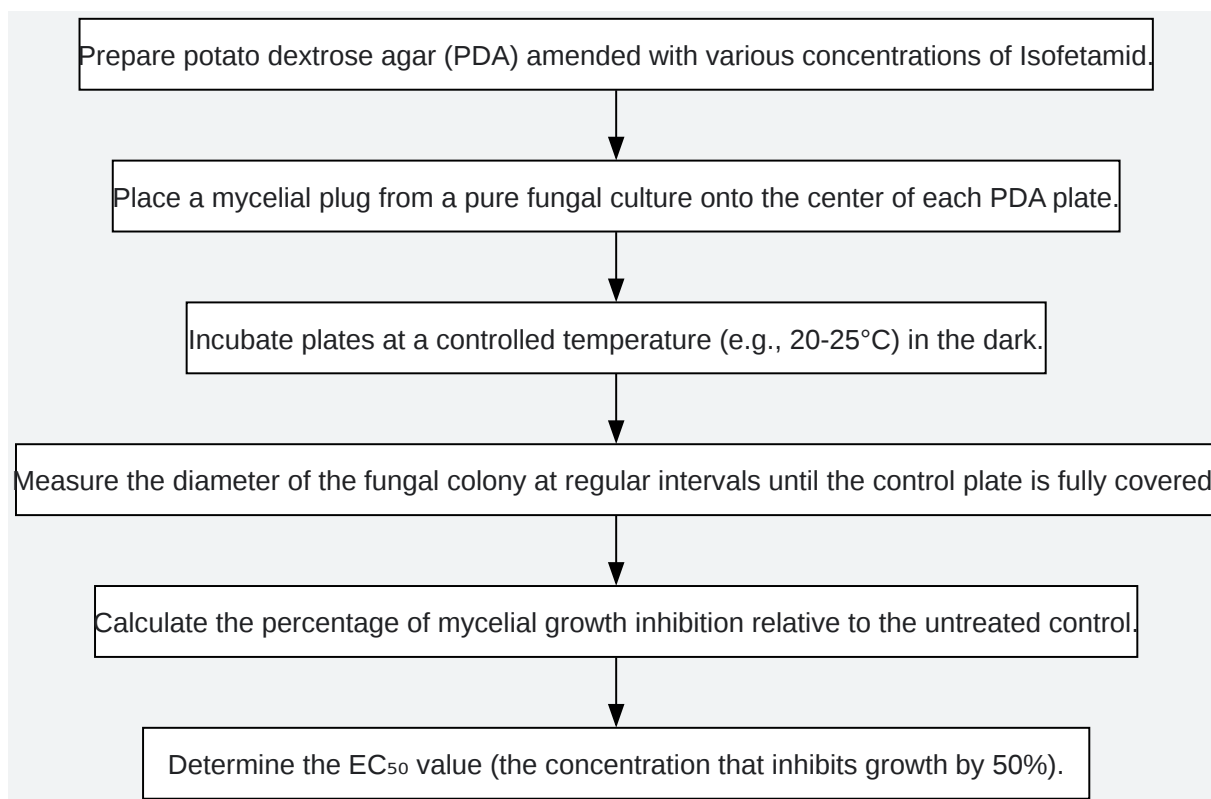 Prepare potato dextrose agar (PDA) amended with various concentrations of Isofetamid.
Place a mycelial plug from a pure fungal culture onto the center of each PDA plate.
Incubate plates at a controlled temperature (e.g., 20-25°C) in the dark.
Measure the diameter of the fungal colony at regular intervals until the control plate is fully covered
Calculate the percentage of mycelial growth inhibition relative to the untreated control.
Determine the EC₅₀ value (the concentration that inhibits growth by 50%).